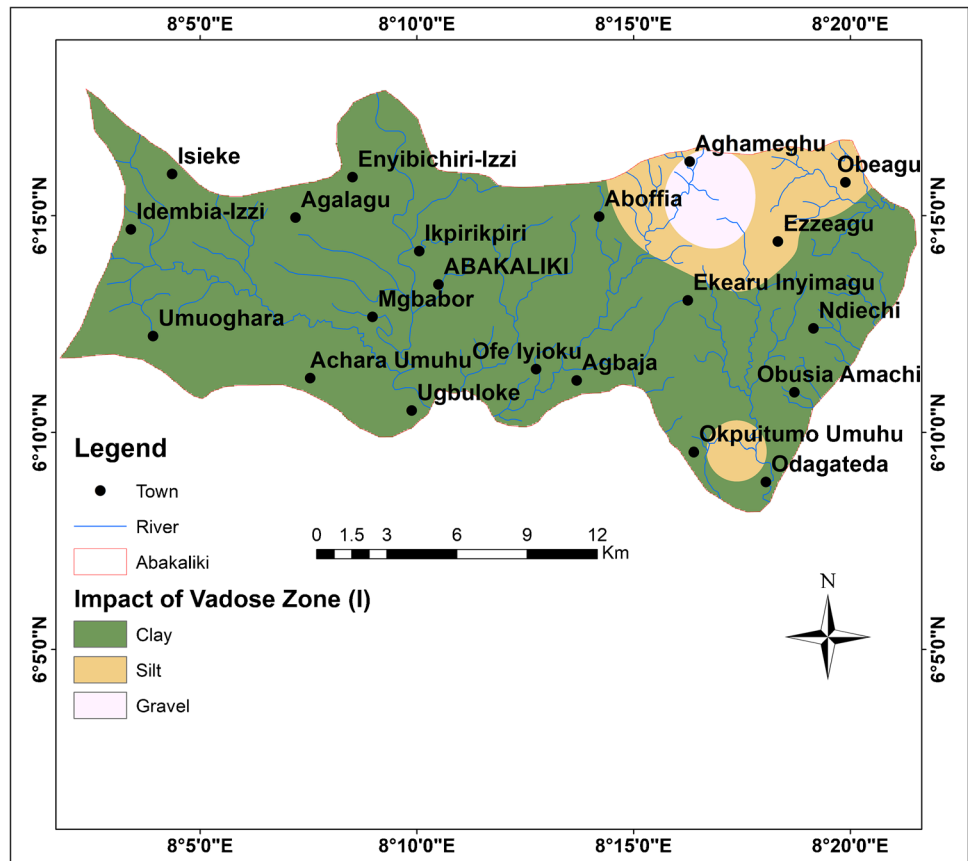 8°5'0"E 8°10'0"E 8°15'0"E 8°20'0"E
Aghameghu
Isieke
Enyibichiri-Izzi
Obeagu
Agalagu
Aboffia
Idembia-Izzi
6°15'0"N
6°15'0"N
Ezzeagu
Ikpirikpiri
ABAKALIKI
Ekearu Inyimagu
Mgbabor
Ndiechi
Umuoghara
Ofe Iyioku
Achara Umuhu
Agbaja
Obusia Amachi
Ugbuloke
6°10'0"N
6°10'0"N
Okpuitumo Umuhu
Odagateda
Legend
Town
River
Abakaliki
0 1.5 3 6 9 12
Km
Impact of Vadose Zone (I)
Clay
Silt
Gravel
N
6°5'0"N
6°5'0"N
8°5'0"E 8°10'0"E 8°15'0"E 8°20'0"E